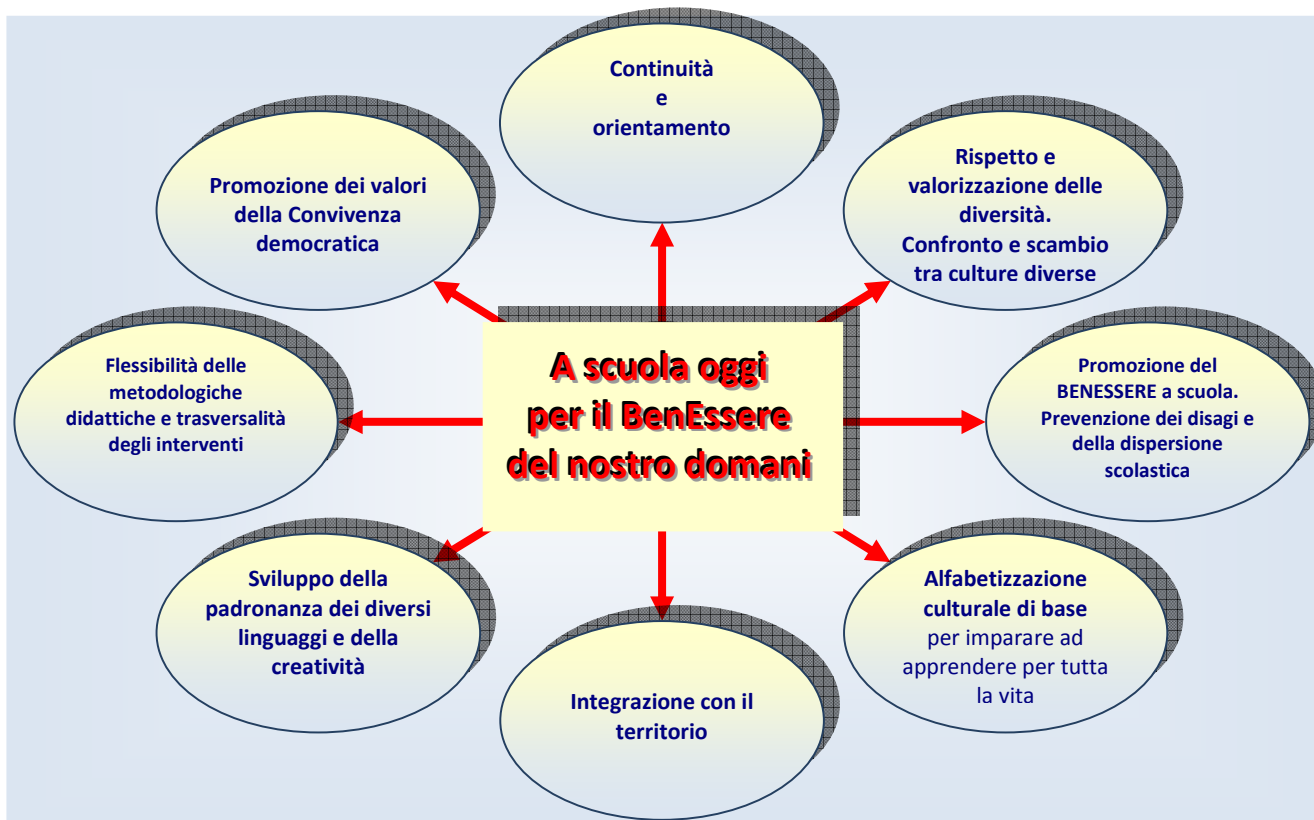 Continuità
e
orientamento
Promozione dei valori
della Convivenza
democratica
Rispetto e
valorizzazione delle
diversità.
Confronto e scambio
tra culture diverse
Flessibilità delle
metodologiche
didattiche e trasversalità
degli interventi
A scuola oggi
per il BenEssere
del nostro domani
Promozione del
BENESSERE a scuola.
Prevenzione dei disagi e
della dispersione
scolastica
Sviluppo della
padronanza dei diversi
linguaggi e della
creatività
Integrazione con il
territorio
Alfabetizzazione
culturale di base
per imparare ad
apprendere per tutta
la vita